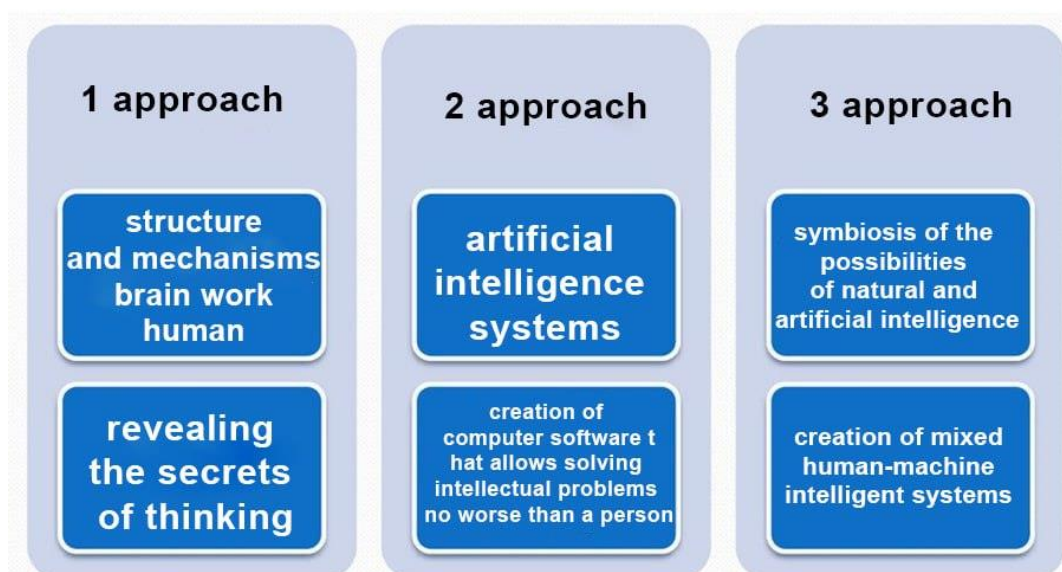 1 approach
structure
and mechanisms
brain work
human
revealing
the secrets
of thinking
2 approach
artificial
intelligence
systems
creation of
computer software t
hat allows solving
intellectual problems
no worse than a person
3 approach
symbiosis of the
possibilities
of natural and
artificial intelligence
creation of mixed
human-machine
intelligent systems